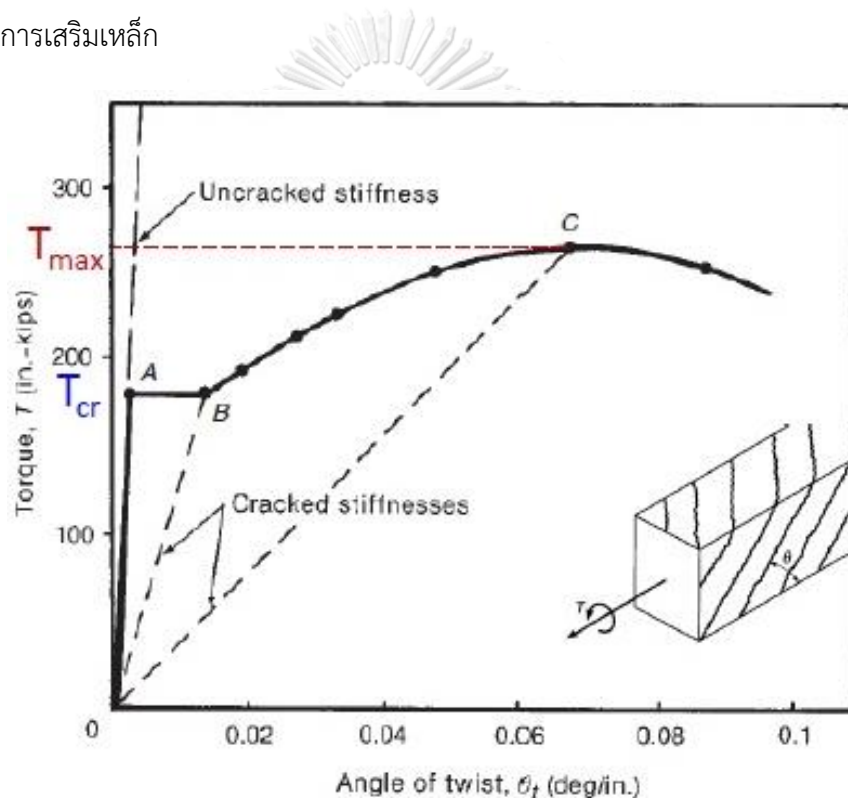 การเสริมเหล็ก
300
Uncracked stiffness
C
T max
200
A
T cr
B
Torque, T (in.-kips)
Cracked stiffnesses
100
θ
T
0
0.02
0.04
0.06
0.08
0.1
Angle of twist, θt (deg/in.)